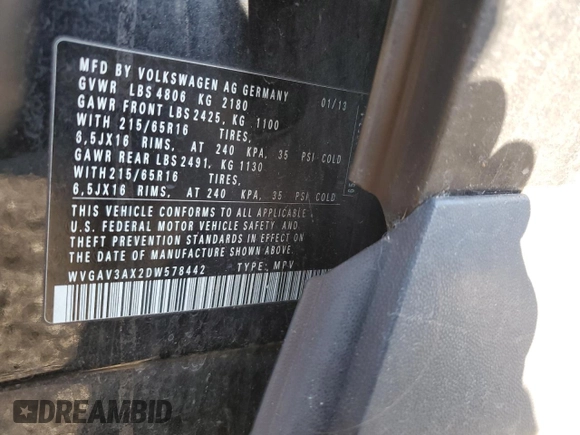 MFD BY VOLKSWAGEN AG GERMANY 01/13
GVWR LBS 4806 KG 2180
GAWR FRONT LBS 2425, KG 1100
WITH 215/65R16 TIRES,
6,5JX16 RIMS, AT 240 KPA, 35 PSI COLD
GAWR REAR LBS 2491, KG 1130
WITH 215/65R16 TIRES,
6,5JX16 RIMS, AT 240 KPA, 35 PSI COLD
THIS VEHICLE CONFORMS TO ALL APPLICABLE
U.S. FEDERAL MOTOR VEHICLE SAFETY AND
THEFT PREVENTION STANDARDS IN EFFECT ON
THE DATE OF MANUFACTURE SHOWN ABOVE
WVGAV3AX2DW578442 TYPE: MPV
DREAMBID